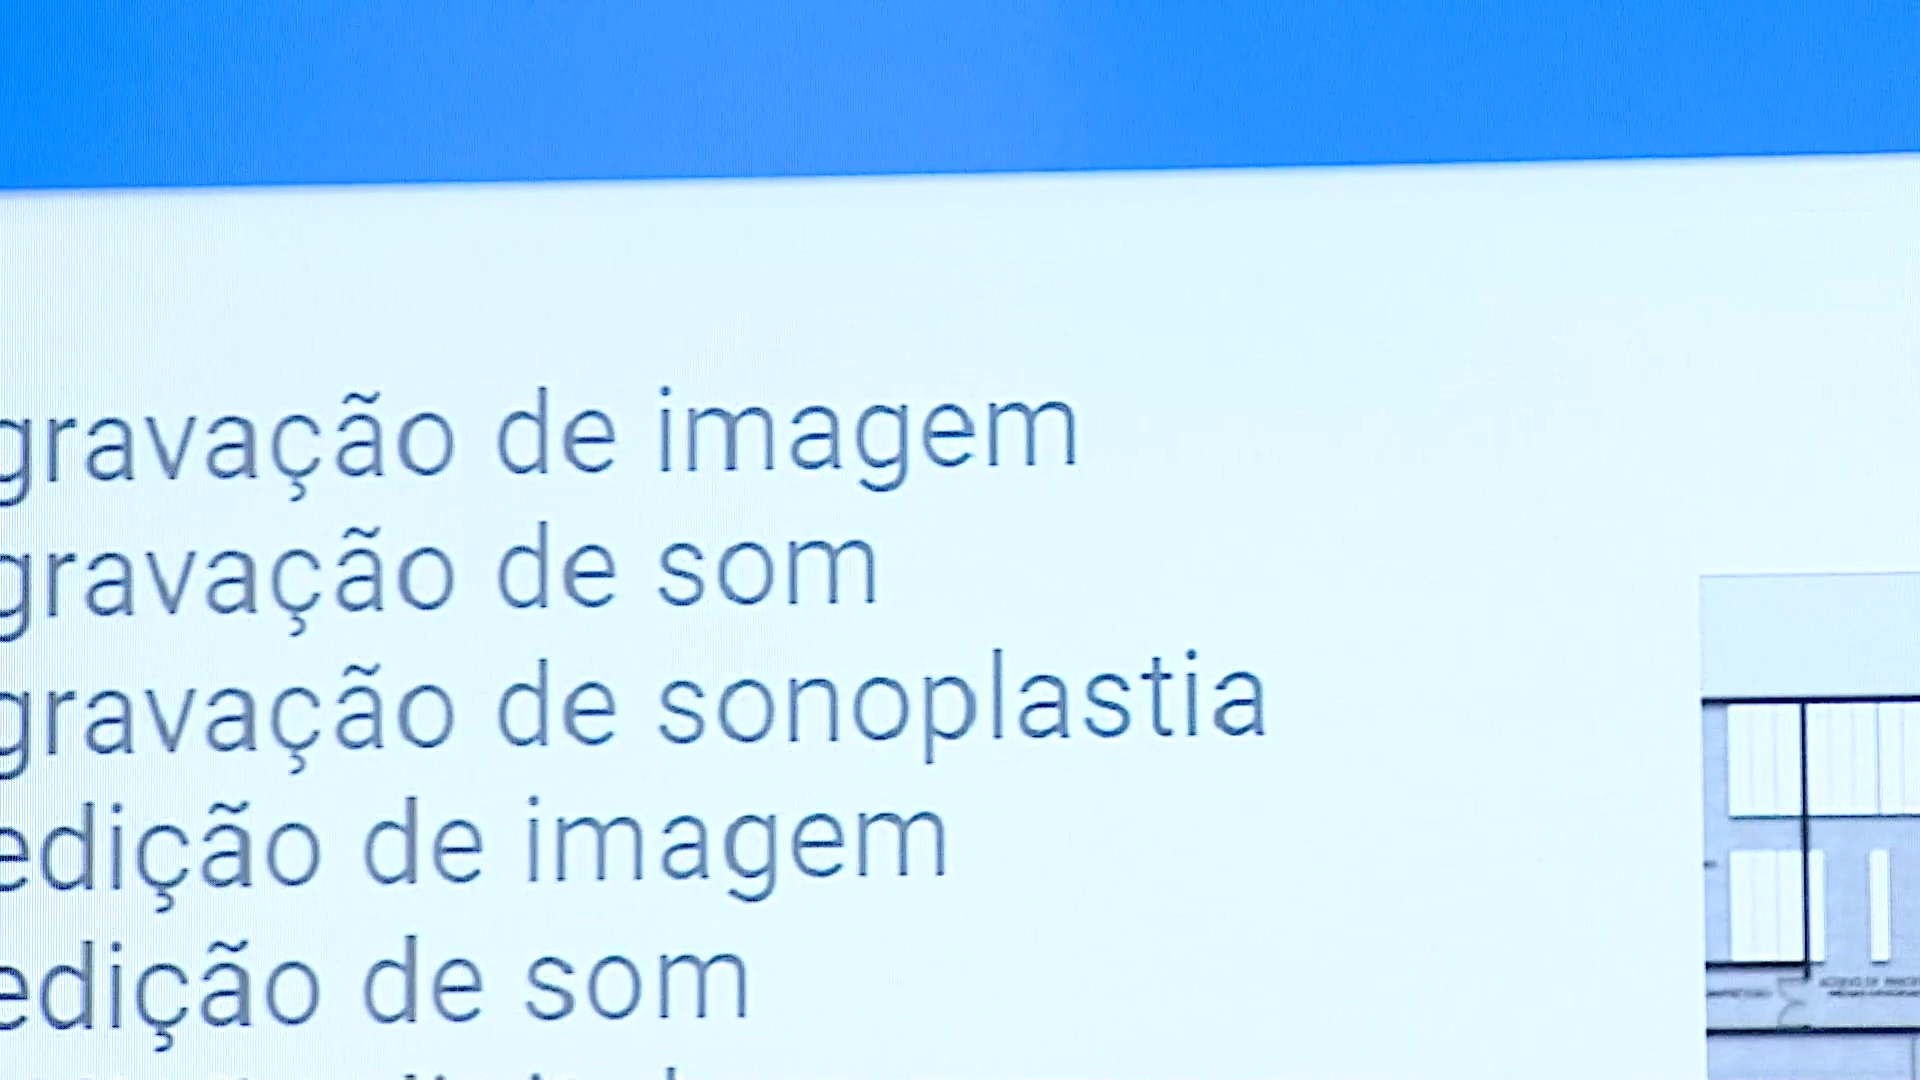 gravação de imagem
gravação de som
gravação de sonoplastia
edição de imagem
edição de som